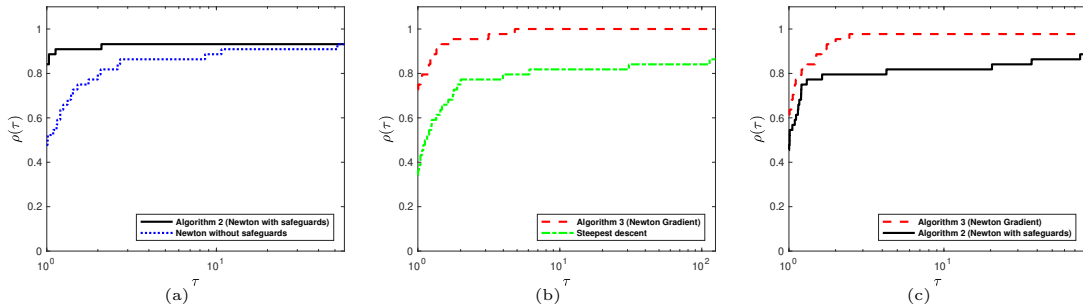 1
0.8
0.6
0.4
0.2
0
ρ(τ)
10^0
10^1
τ
Algorithm 2 (Newton with safeguards)
Newton without safeguards
(a)
1
0.8
0.6
0.4
0.2
0
ρ(τ)
10^0
10^1
10^2
τ
Algorithm 3 (Newton Gradient)
Steepest descent
(b)
1
0.8
0.6
0.4
0.2
0
ρ(τ)
10^0
10^1
τ
Algorithm 3 (Newton Gradient)
Algorithm 2 (Newton with safeguards)
(c)